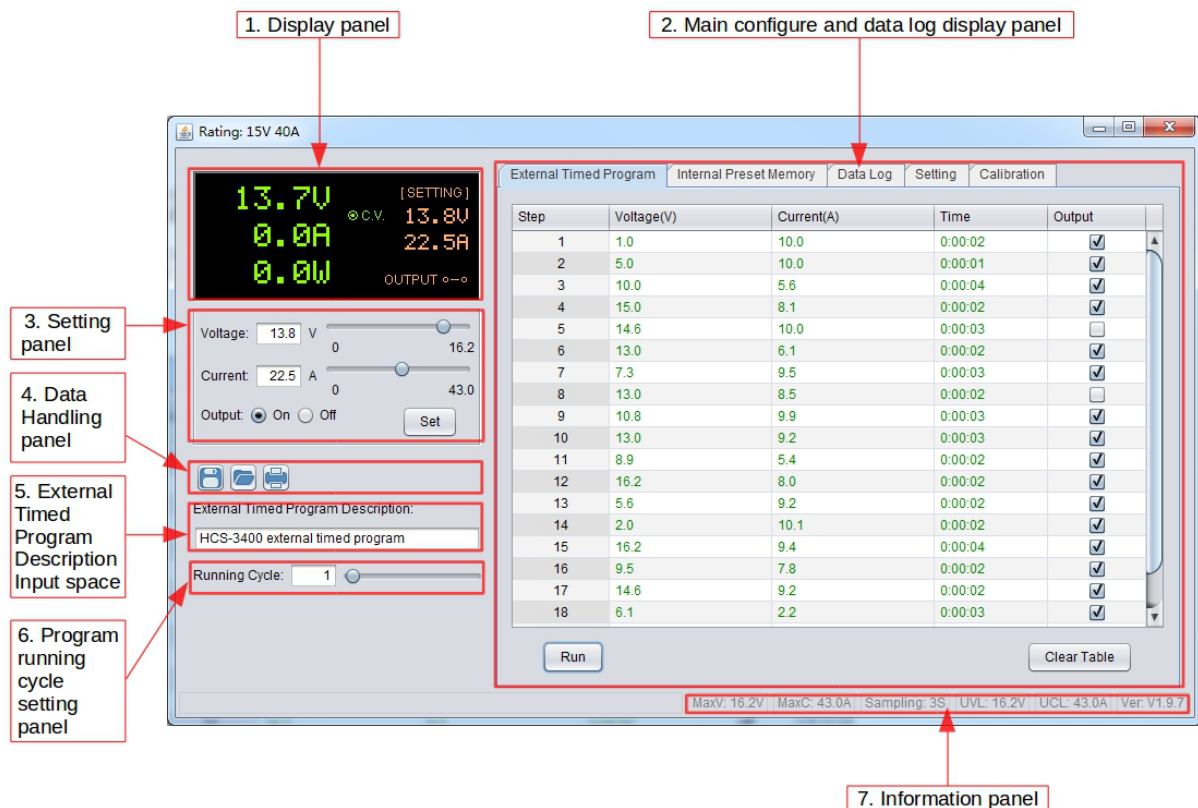 1. Display panel
2. Main configure and data log display panel
Rating: 15V 40A
13.7V
[SETTING]
C.V. 13.8V
0.0A
22.5A
0.0W
OUTPUT
3. Setting
panel
Voltage: 13.8 V
0 16.2
Current: 22.5 A
0 43.0
Output: On Off
Set
4. Data
Handling
panel
5. External
Timed
Program
Description
Input space
External Timed Program Description:
HCS-3400 external timed program
Running Cycle: 1
6. Program
running
cycle
setting
panel
External Timed Program Internal Preset Memory Data Log Setting Calibration
Step Voltage(V) Current(A) Time Output
1 1.0 10.0 0:00:02
2 5.0 10.0 0:00:01
3 10.0 5.6 0:00:04
4 15.0 8.1 0:00:02
5 14.6 10.0 0:00:03
6 13.0 6.1 0:00:02
7 7.3 9.5 0:00:03
8 13.0 8.5 0:00:02
9 10.8 9.9 0:00:03
10 13.0 9.2 0:00:03
11 8.9 5.4 0:00:02
12 16.2 8.0 0:00:02
13 5.6 9.2 0:00:02
14 2.0 10.1 0:00:02
15 16.2 9.4 0:00:04
16 9.5 7.8 0:00:02
17 14.6 9.2 0:00:02
18 6.1 2.2 0:00:03
Run Clear Table
MaxV: 16.2V MaxC: 43.0A Sampling: 3S UVL: 16.2V UCL: 43.0A Ver: V1.9.7
7. Information panel